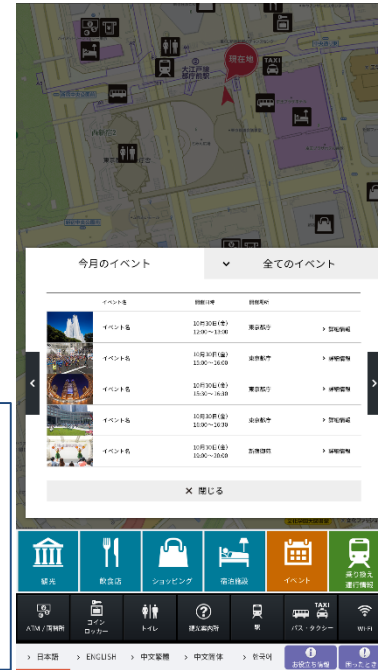 現在地
TAXI
大江戸線
都庁前駅
今月のイベント
全てのイベント
イベント名
開催日時
開催場所
イベント名
10月30日(金)
12:00〜13:00
東京都庁
› 詳細情報
イベント名
10月30日(金)
15:00〜16:00
東京都庁
› 詳細情報
イベント名
10月30日(金)
15:30〜16:30
東京都庁
› 詳細情報
イベント名
10月30日(金)
16:00〜16:30
東京都庁
› 詳細情報
イベント名
10月30日(金)
19:00〜20:00
› 詳細情報
× 閉じる
観光
飲食店
ショッピング
宿泊施設
イベント
乗り換え
運行情報
ATM / 両替所
コイン
ロッカー
トイレ
観光案内所
駅
TAXI
バス・タクシー
WI-FI
› 日本語
› ENGLISH
› 中文繁體
› 中文简体
› 한국어
お役立ち情報
困ったとき